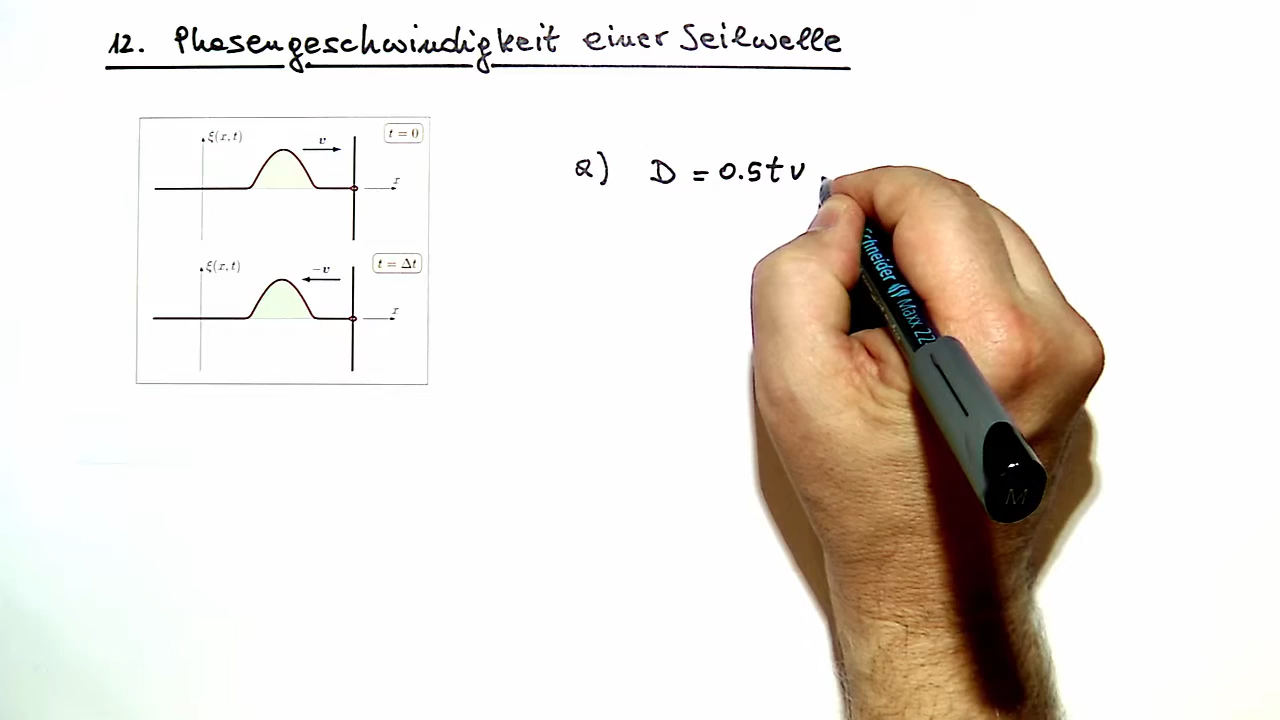 12. Phasengeschwindigkeit einer Seilwelle
ξ(x, t)
v
t = 0
x
a) D = 0.5 t v
ξ(x, t)
-v
t = Δt
x
Schneider Maxx 22
M